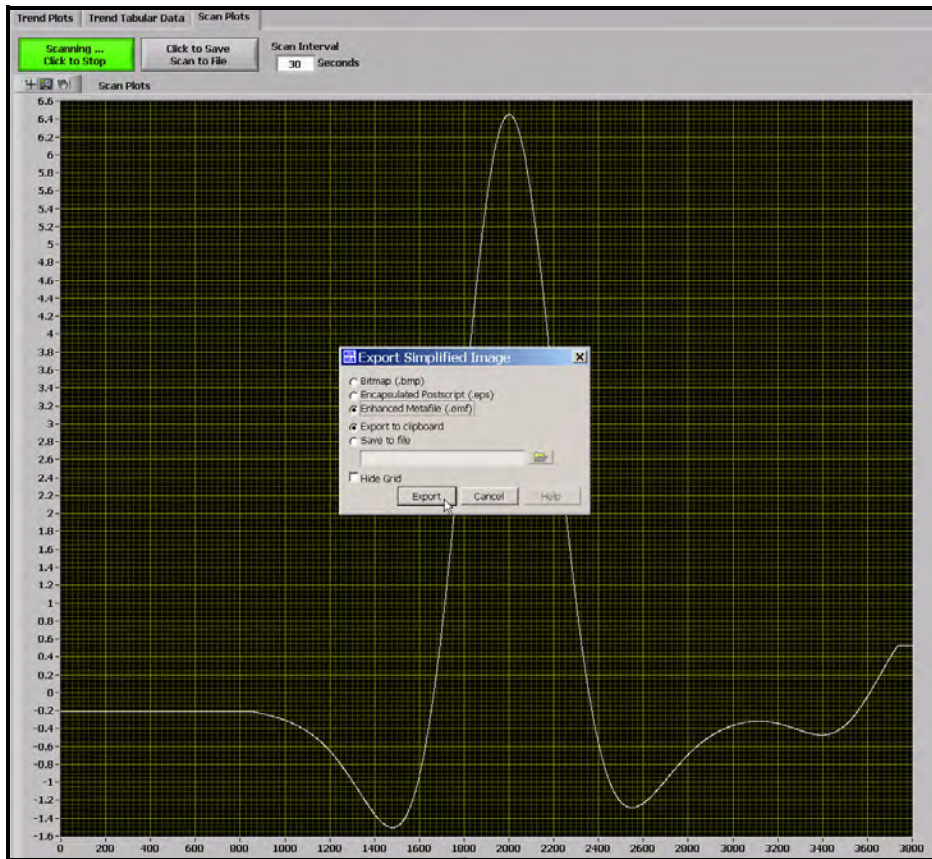 Trend Plots Trend Tabular Data Scan Plots
Scanning ...
Click to Stop
Click to Save
Scan to File
Scan Interval
30 Seconds
Scan Plots
6.6
6.4
6.2
6
5.8
5.6
5.4
5.2
5
4.8
4.6
4.4
4.2
4
3.8
3.6
3.4
3.2
3
2.8
2.6
2.4
2.2
2
1.8
1.6
1.4
1.2
1
0.8
0.6
0.4
0.2
0
-0.2
-0.4
-0.6
-0.8
-1
-1.2
-1.4
-1.6
Export Simplified Image
Bitmap (.bmp)
Encapsulated Postscript (.eps)
Enhanced Metafile (.emf)
Export to clipboard
Save to file
Hide Grid
Export Cancel Help
0 200 400 600 800 1000 1200 1400 1600 1800 2000 2200 2400 2600 2800 3000 3200 3400 3600 3800